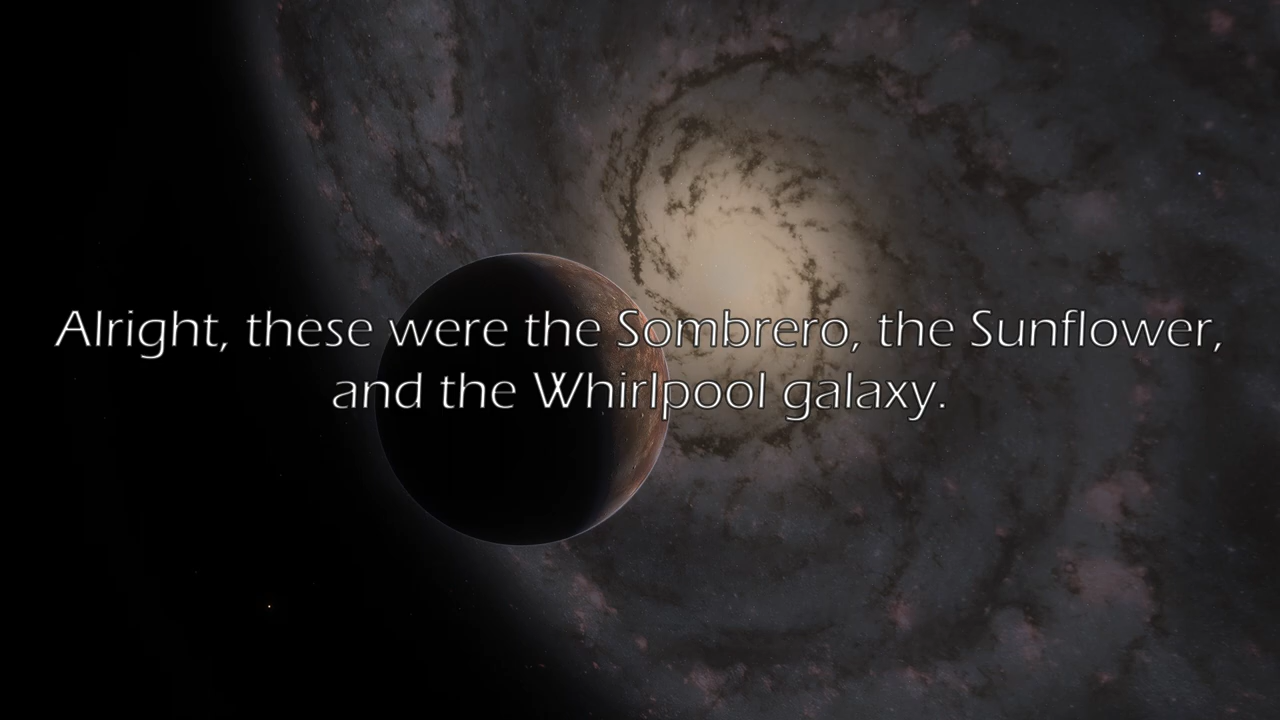 Alright, these were the Sombrero, the Sunflower,
and the Whirlpool galaxy.